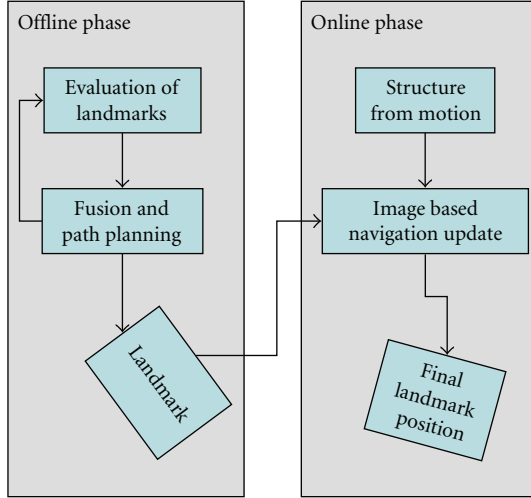 Offline phase
Evaluation of
landmarks
Fusion and
path planning
Landmark
Online phase
Structure
from motion
Image based
navigation update
Final
landmark
position